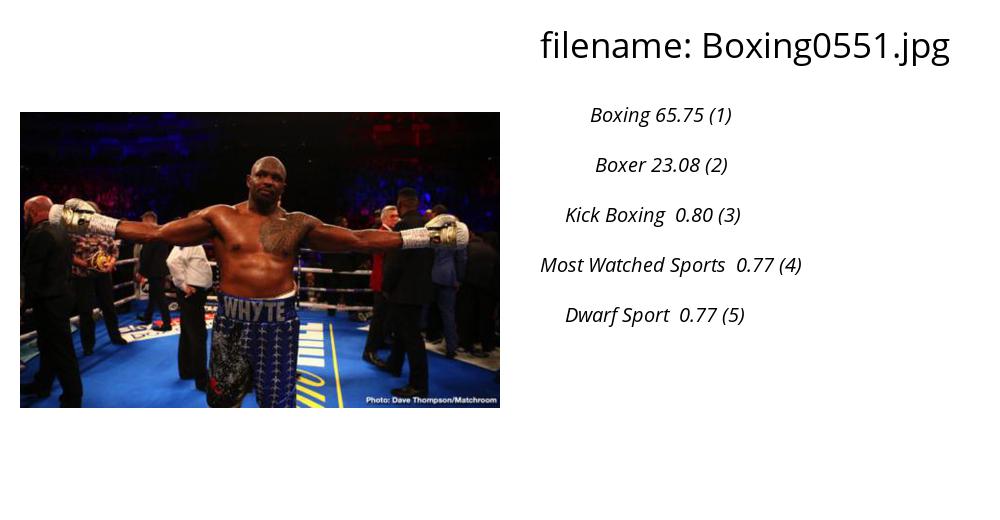 filename: Boxing0551.jpg
Boxing 65.75 (1)
Boxer 23.08 (2)
Kick Boxing 0.80 (3)
Most Watched Sports 0.77 (4)
Dwarf Sport 0.77 (5)
WHYTE
Photo: Dave Thompson/Matchroom